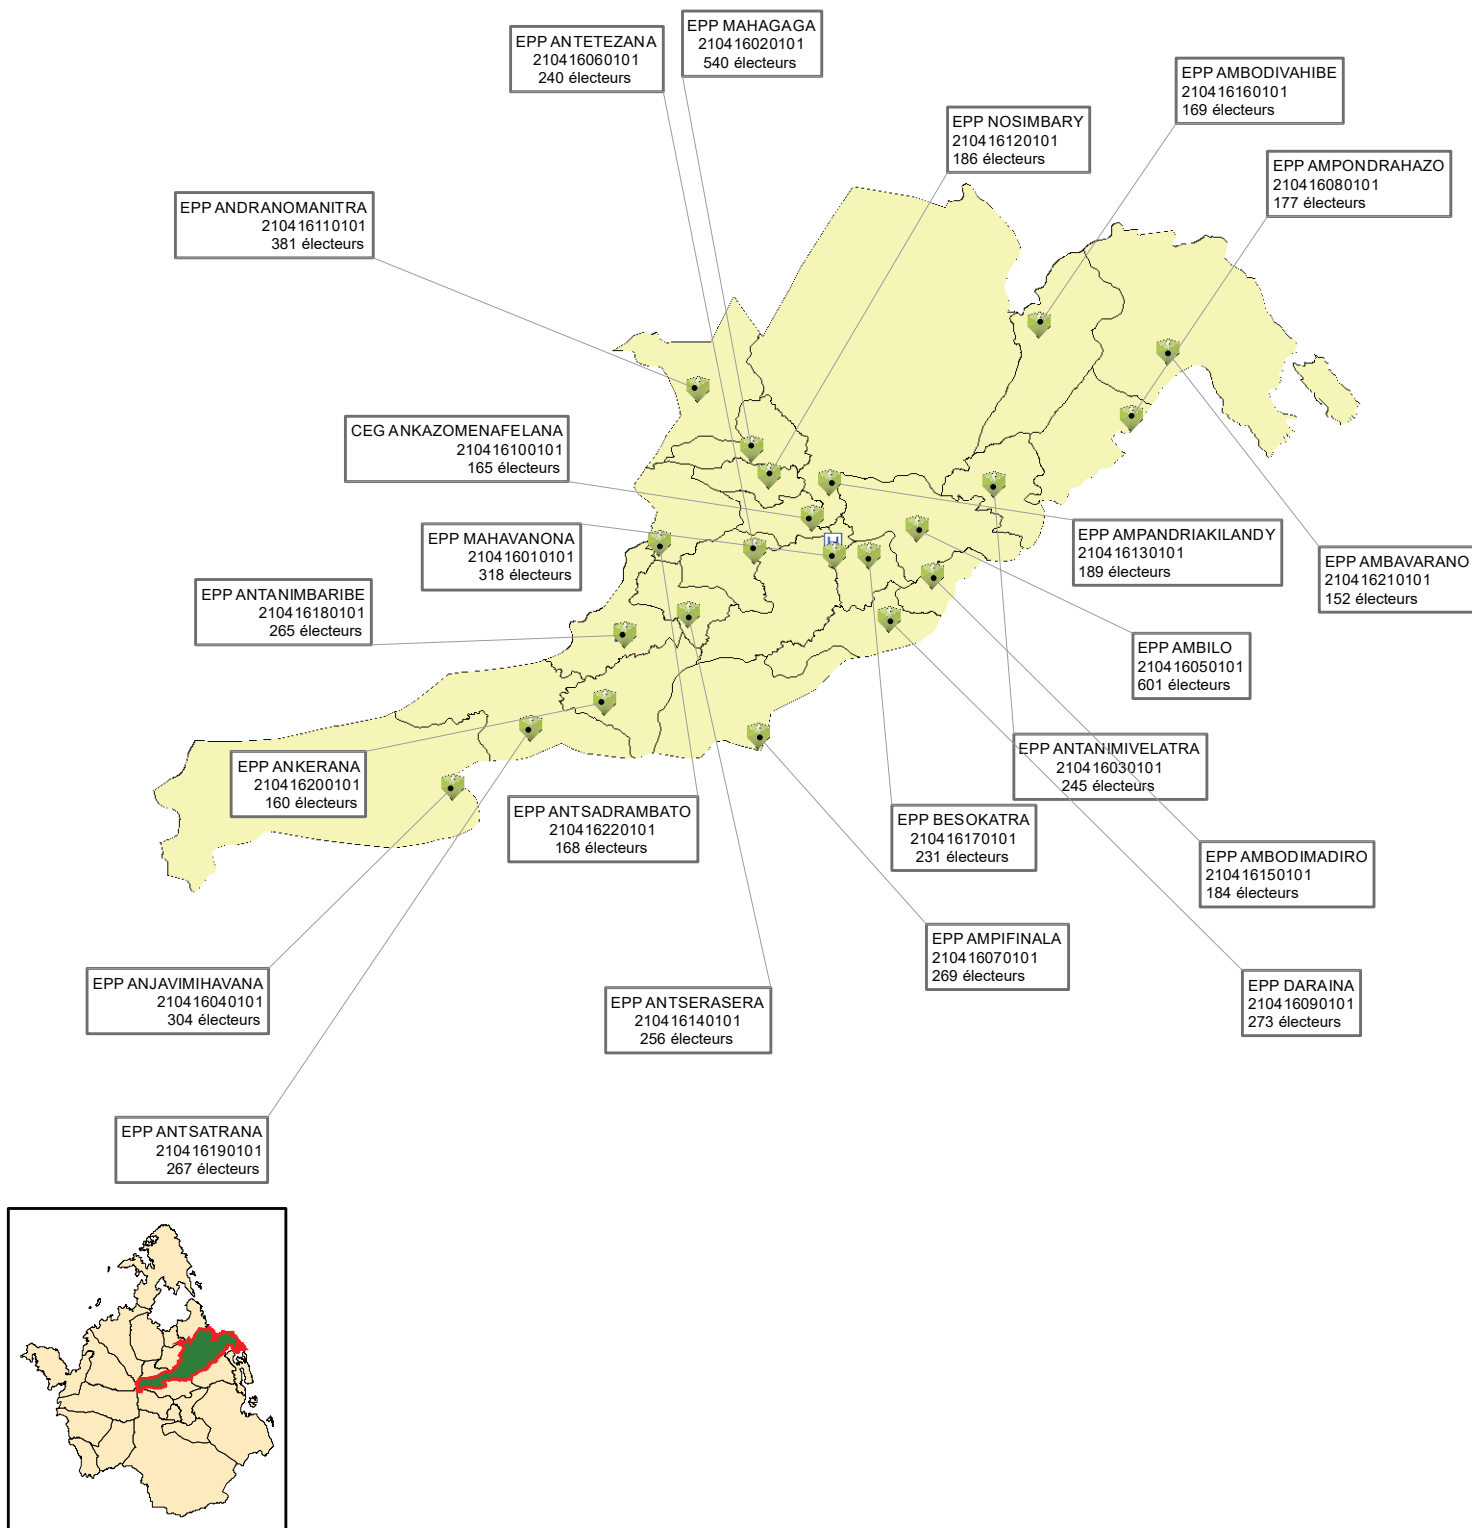 EPP MAHAGAGA
210416020101
540 électeurs
EPP ANTETEZANA
210416060101
240 électeurs
EPP AMBODIVAHIBE
210416160101
169 électeurs
EPP NOSIMBARY
210416120101
186 électeurs
EPP AMPONDRAHAZO
210416080101
177 électeurs
EPP ANDRANOMANITRA
210416110101
381 électeurs
CEG ANKAZOMENAFELANA
210416100101
165 électeurs
EPP MAHAVANONA
210416010101
318 électeurs
EPP AMPANDRIAKILANDY
210416130101
189 électeurs
EPP AMBAVARANO
210416210101
152 électeurs
EPP ANTANIMBARIBE
210416180101
265 électeurs
EPP AMBILO
210416050101
601 électeurs
EPP ANTANIMIVELATRA
210416030101
245 électeurs
EPP ANKERANA
210416200101
160 électeurs
EPP ANTSADRAMBATO
210416220101
168 électeurs
EPP BESOKATRA
210416170101
231 électeurs
EPP AMBODIMADIRO
210416150101
184 électeurs
EPP AMPIFINALA
210416070101
269 électeurs
EPP ANJAVIMIHAVANA
210416040101
304 électeurs
EPP DARAINA
210416090101
273 électeurs
EPP ANTSERASERA
210416140101
256 électeurs
EPP ANTSATRANA
210416190101
267 électeurs